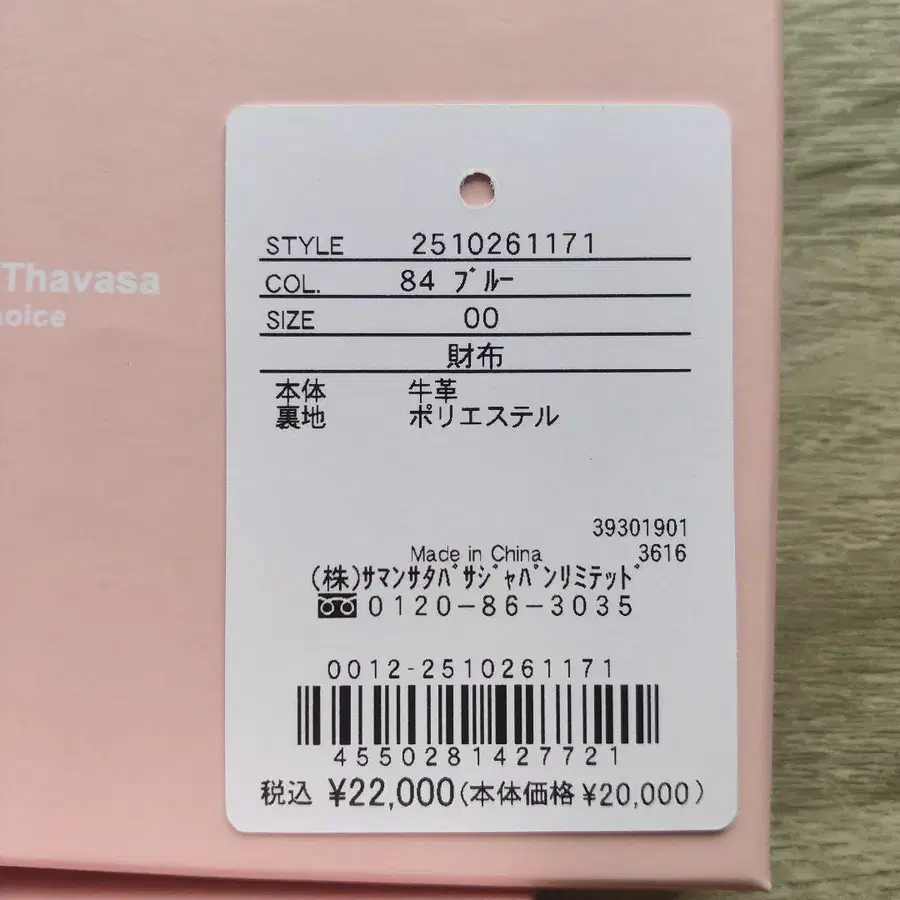 Thavasa
STYLE 2510261171
COL. 84 ﾌﾞﾙｰ
SIZE 00
財布
本体 牛革
裏地 ポリエステル
39301901
Made in China 3616
(株)ｻﾏﾝｻﾀﾊﾞｻｼﾞｬﾊﾟﾝﾘﾐﾃｯﾄﾞ
0120-86-3035
0012-2510261171
4550281427721
税込 ¥22,000(本体価格 ¥20,000)